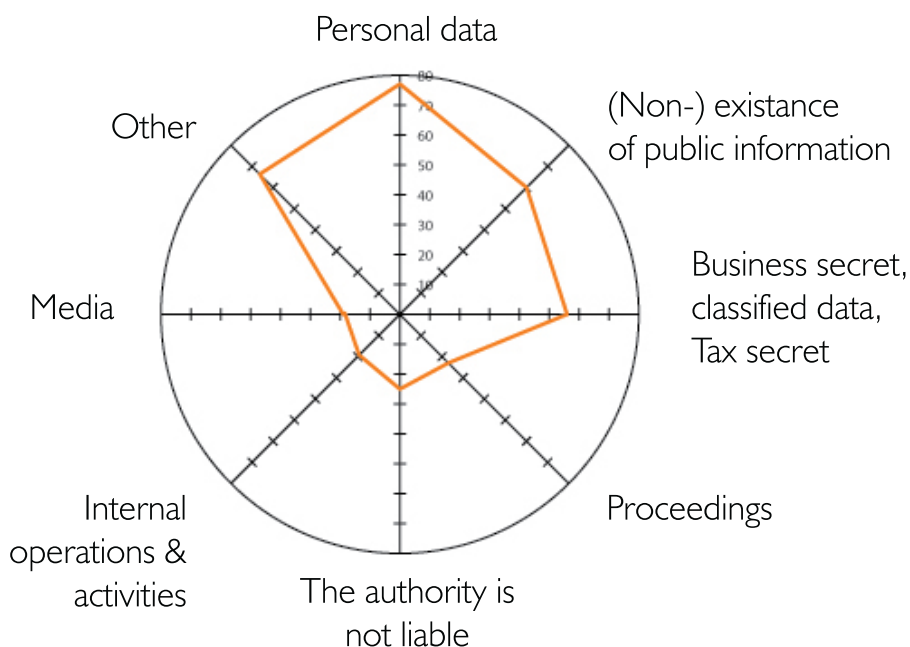 Personal data
80
70
60
50
40
30
20
10
(Non-) existance
of public information
Business secret,
classified data,
Tax secret
Proceedings
The authority is
not liable
Internal
operations &
activities
Media
Other